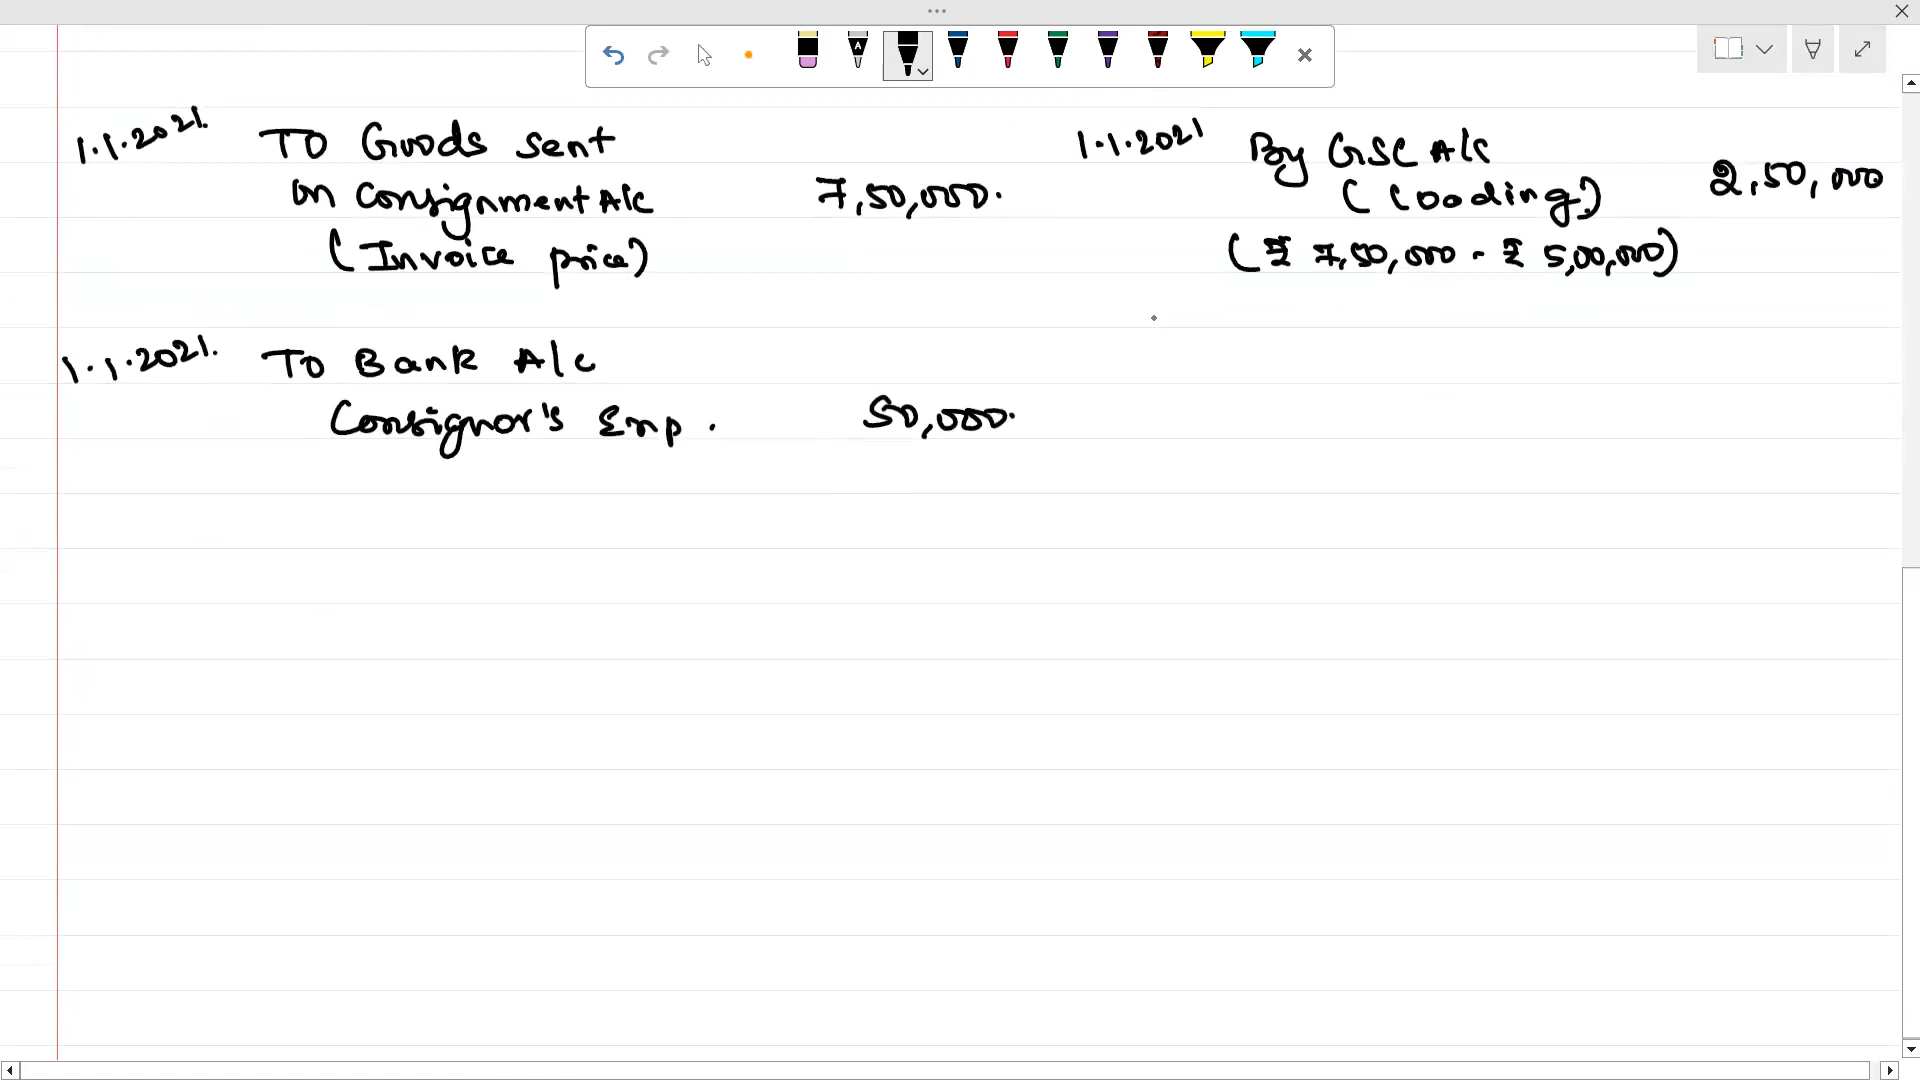 1.1.2021. To Goods sent
on Consignment A/c 7,50,000.
(Invoice price)
1.1.2021 By GSC A/c
(Loading) 2,50,000
(₹ 7,50,000 - ₹ 5,00,000)
1.1.2021. To Bank A/c
Consignor's Exp. 50,000.